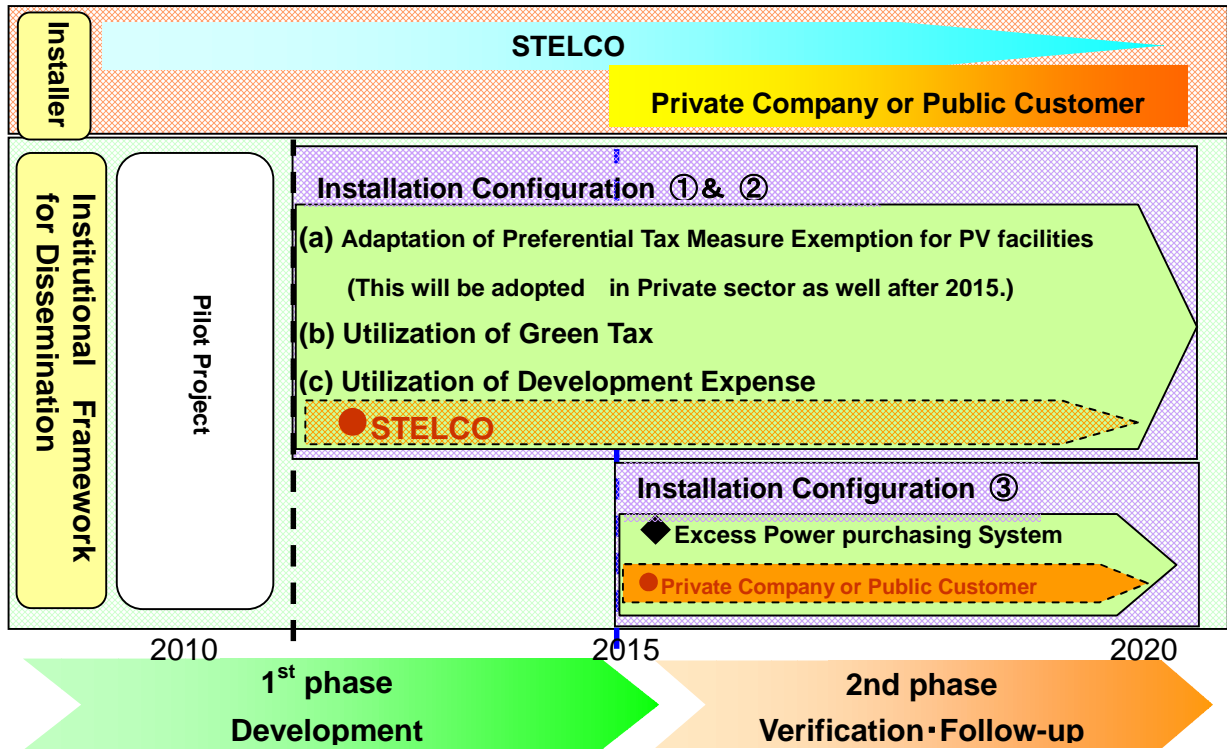 Installer
STELCO
Private Company or Public Customer
Institutional Framework
for Dissemination
Pilot Project
Installation Configuration ①& ②
(a) Adaptation of Preferential Tax Measure Exemption for PV facilities
(This will be adopted in Private sector as well after 2015.)
(b) Utilization of Green Tax
(c) Utilization of Development Expense
●STELCO
Installation Configuration ③
◆Excess Power purchasing System
●Private Company or Public Customer
2010 2015 2020
1st phase
Development
2nd phase
Verification・Follow-up